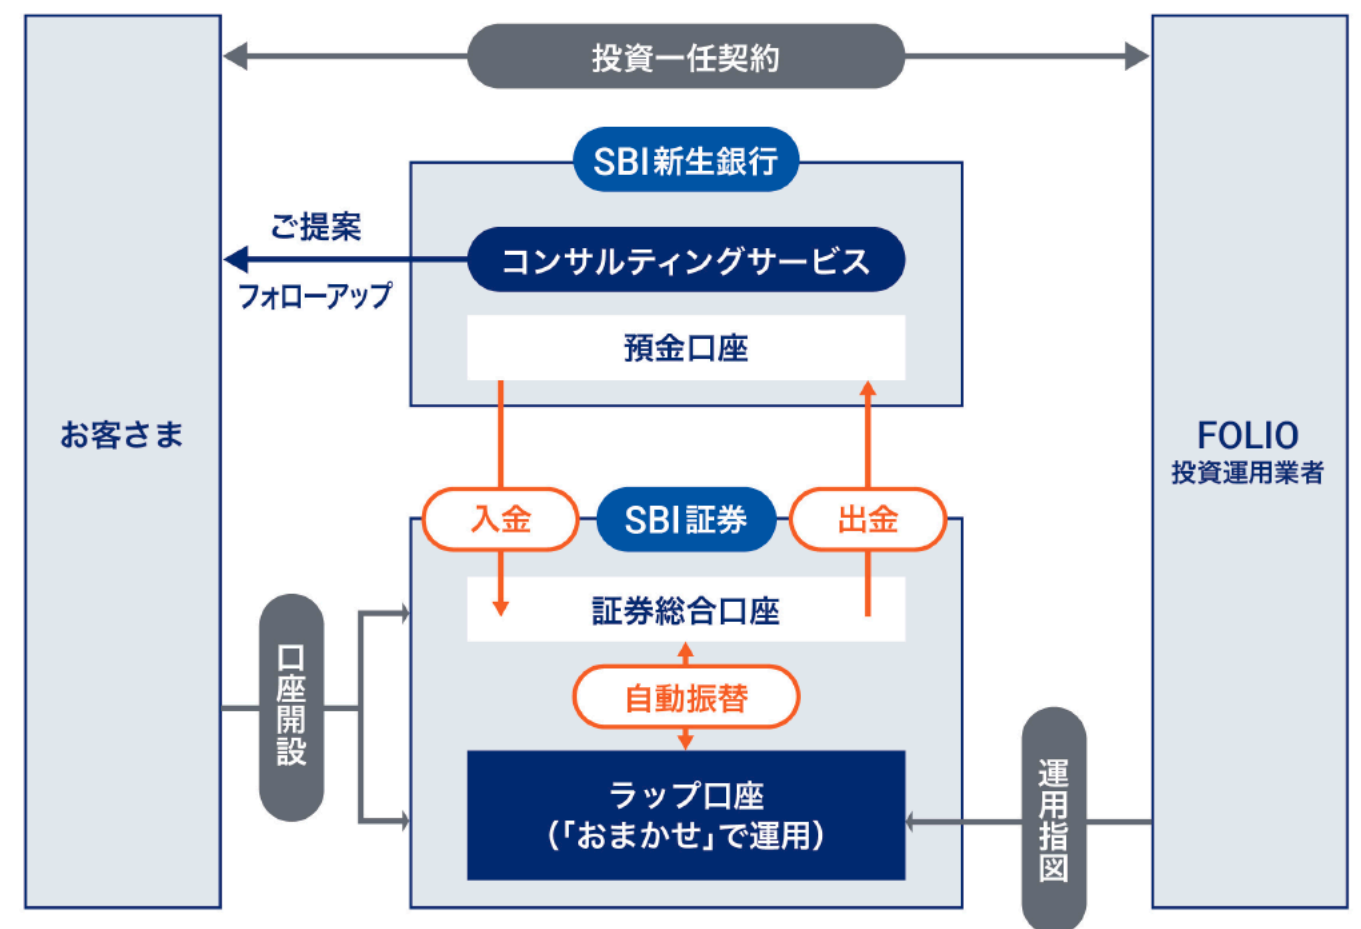 投資一任契約
SBI新生銀行
ご提案
コンサルティングサービス
フォローアップ
預金口座
お客さま
FOLIO
投資運用業者
入金
SBI証券
出金
証券総合口座
口座開設
自動振替
ラップ口座
(「おまかせ」で運用)
運用指図